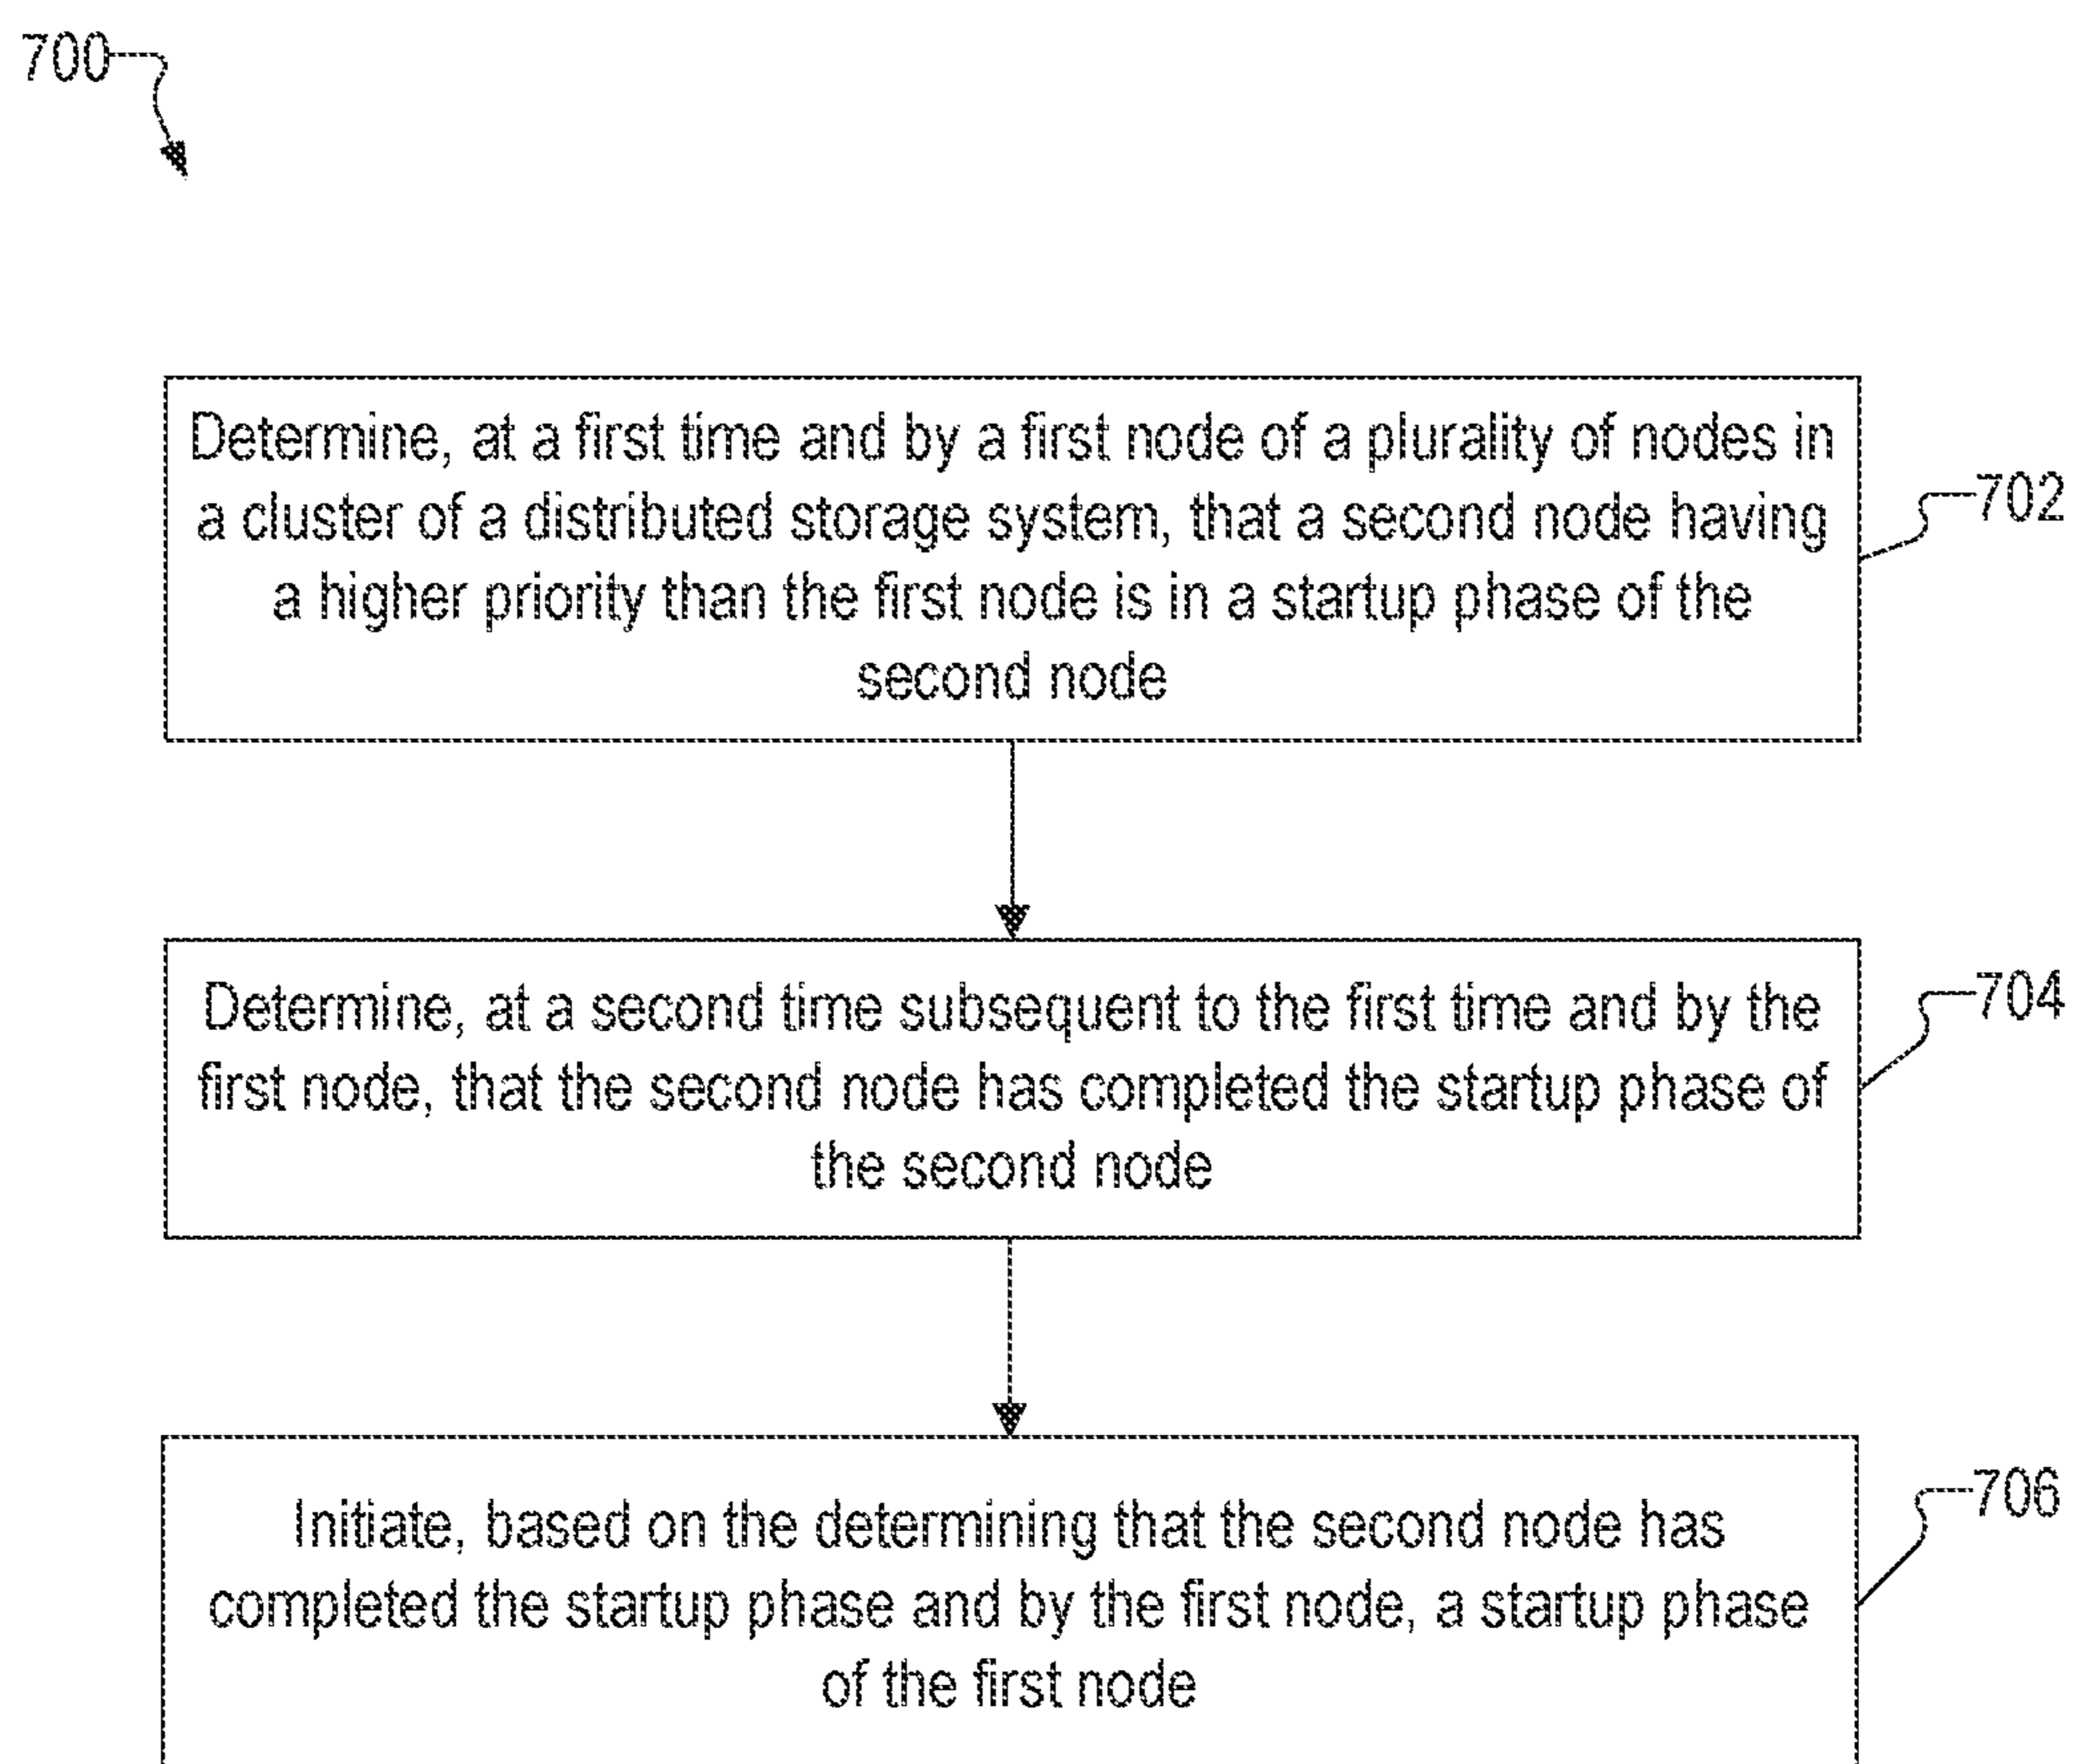 700
Determine, at a first time and by a first node of a plurality of nodes in
a cluster of a distributed storage system, that a second node having
a higher priority than the first node is in a startup phase of the
second node
702
Determine, at a second time subsequent to the first time and by the
first node, that the second node has completed the startup phase of
the second node
704
Initiate, based on the determining that the second node has
completed the startup phase and by the first node, a startup phase
of the first node
706